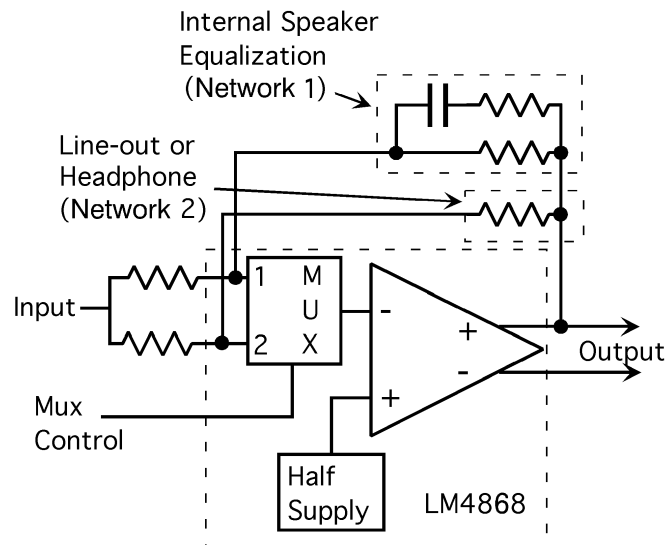 Internal Speaker
Equalization
(Network 1)
Line-out or
Headphone
(Network 2)
1 M
U
2 X
Input
-
+
+
-
Output
Mux
Control
Half
Supply
LM4868